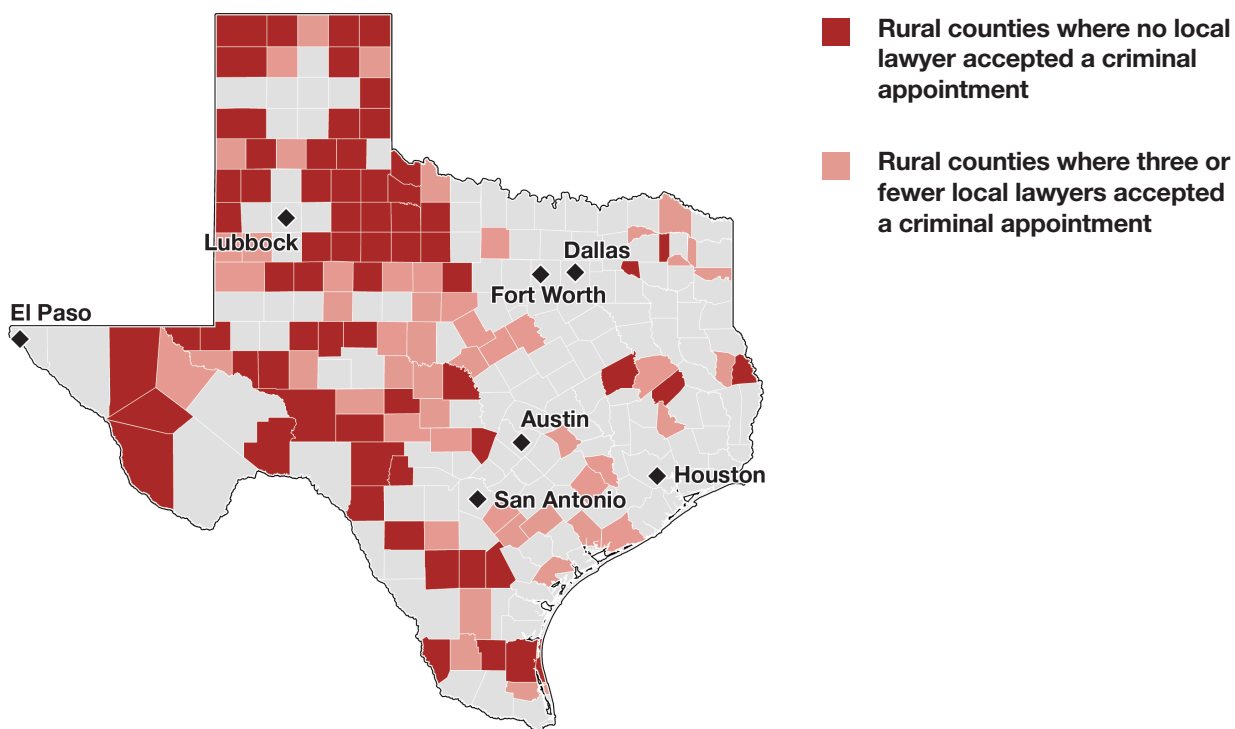 Rural counties where no local
lawyer accepted a criminal
appointment
Rural counties where three or
fewer local lawyers accepted
a criminal appointment
Lubbock
Dallas
Fort Worth
El Paso
Austin
Houston
San Antonio